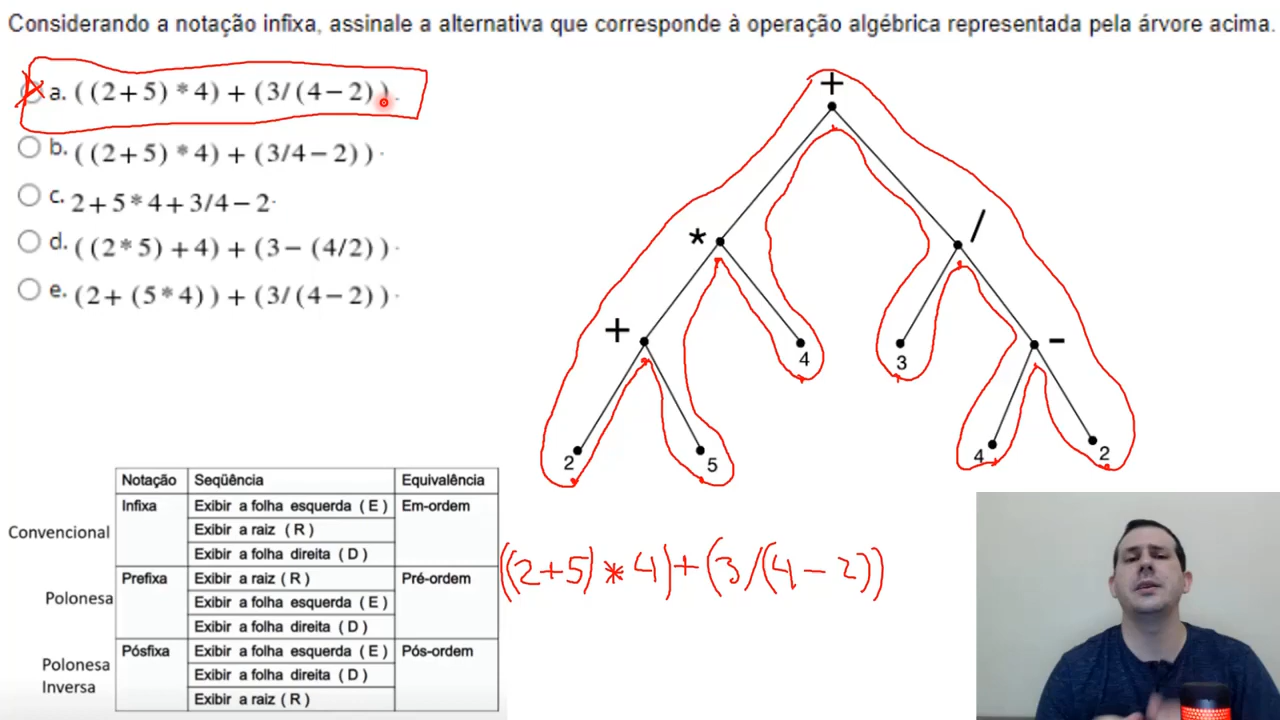 Considerando a notação infixa, assinale a alternativa que corresponde à operação algébrica representada pela árvore acima.
a. ((2+5)*4)+(3/(4−2)).
b. ((2+5)*4)+(3/4−2)).
c. 2+5*4+3/4−2.
d. ((2*5)+4)+(3−(4/2)).
e. (2+(5*4))+(3/(4−2)).
+
* /
+ 4 3 -
2 5 4 2
Notação Seqüência Equivalência
Convencional Infixa Exibir a folha esquerda ( E ) Em-ordem
Exibir a raiz ( R )
Exibir a folha direita ( D )
Polonesa Prefixa Exibir a raiz ( R ) Pré-ordem
Exibir a folha esquerda ( E )
Exibir a folha direita ( D )
Polonesa Inversa Pósfixa Exibir a folha esquerda ( E ) Pós-ordem
Exibir a folha direita ( D )
Exibir a raiz ( R )
((2+5)*4)+(3/(4−2))